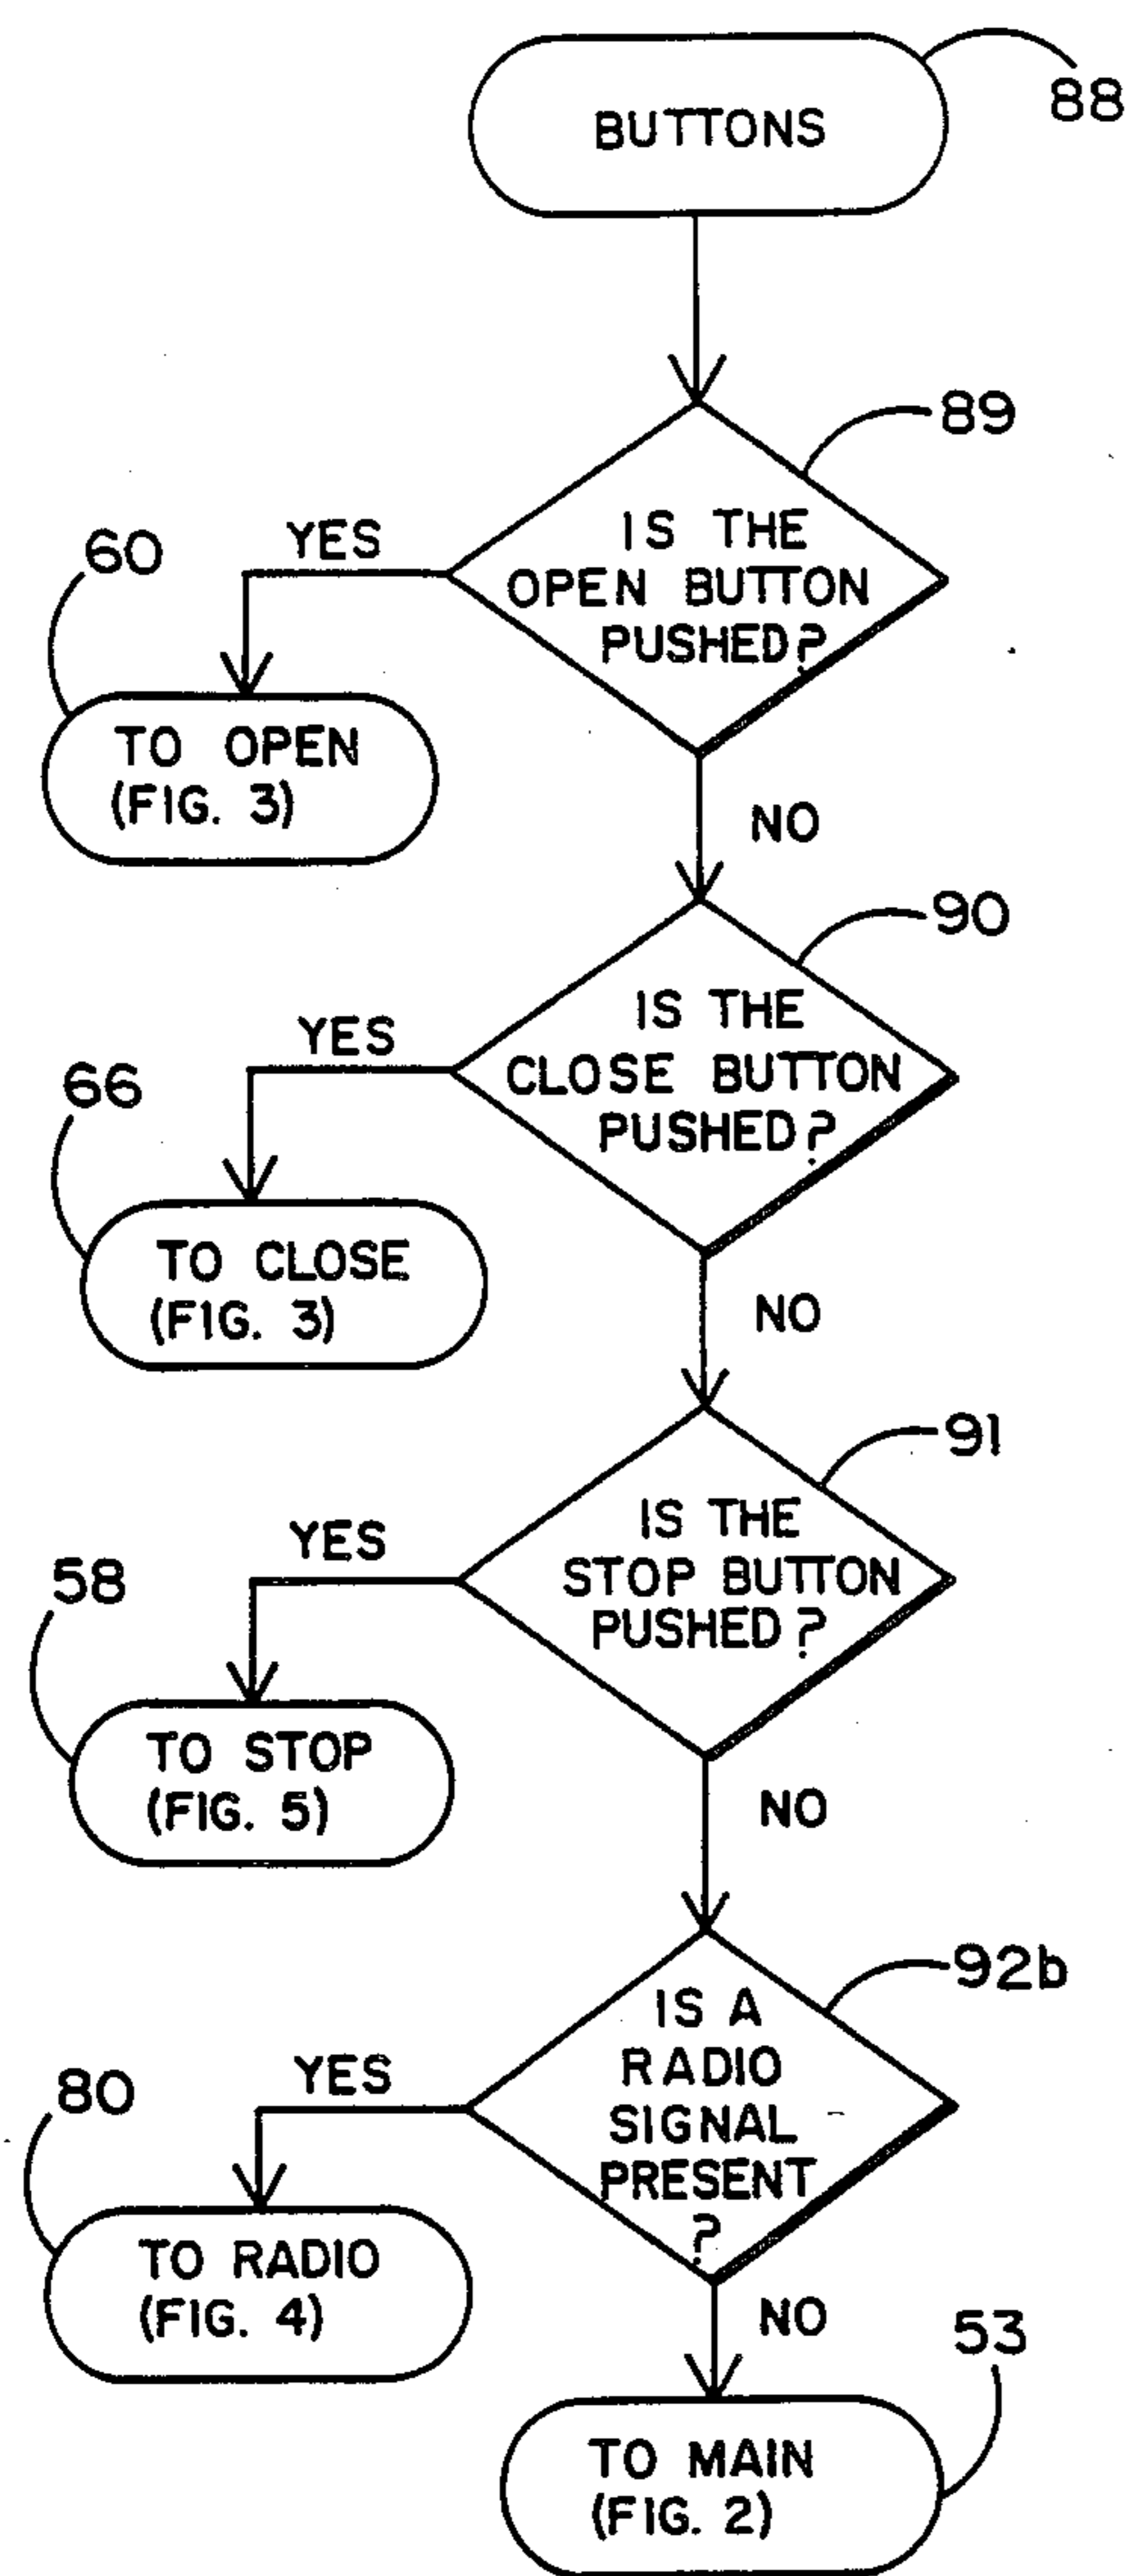 BUTTONS
88
89
IS THE
OPEN BUTTON
PUSHED?
YES
60
TO OPEN
(FIG. 3)
NO
90
IS THE
CLOSE BUTTON
PUSHED?
YES
66
TO CLOSE
(FIG. 3)
NO
91
IS THE
STOP BUTTON
PUSHED?
YES
58
TO STOP
(FIG. 5)
NO
92b
IS A
RADIO
SIGNAL
PRESENT
?
YES
80
TO RADIO
(FIG. 4)
NO
53
TO MAIN
(FIG. 2)